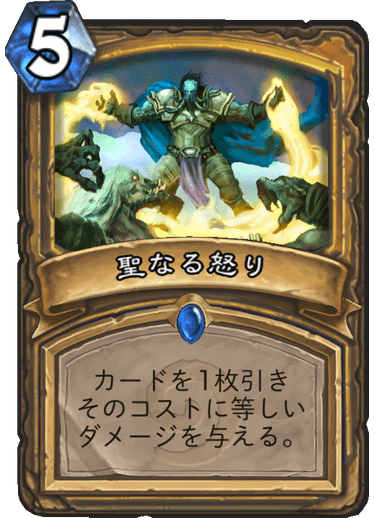 5
聖なる怒り
カードを1枚引き
そのコストに等しい
ダメージを与える。